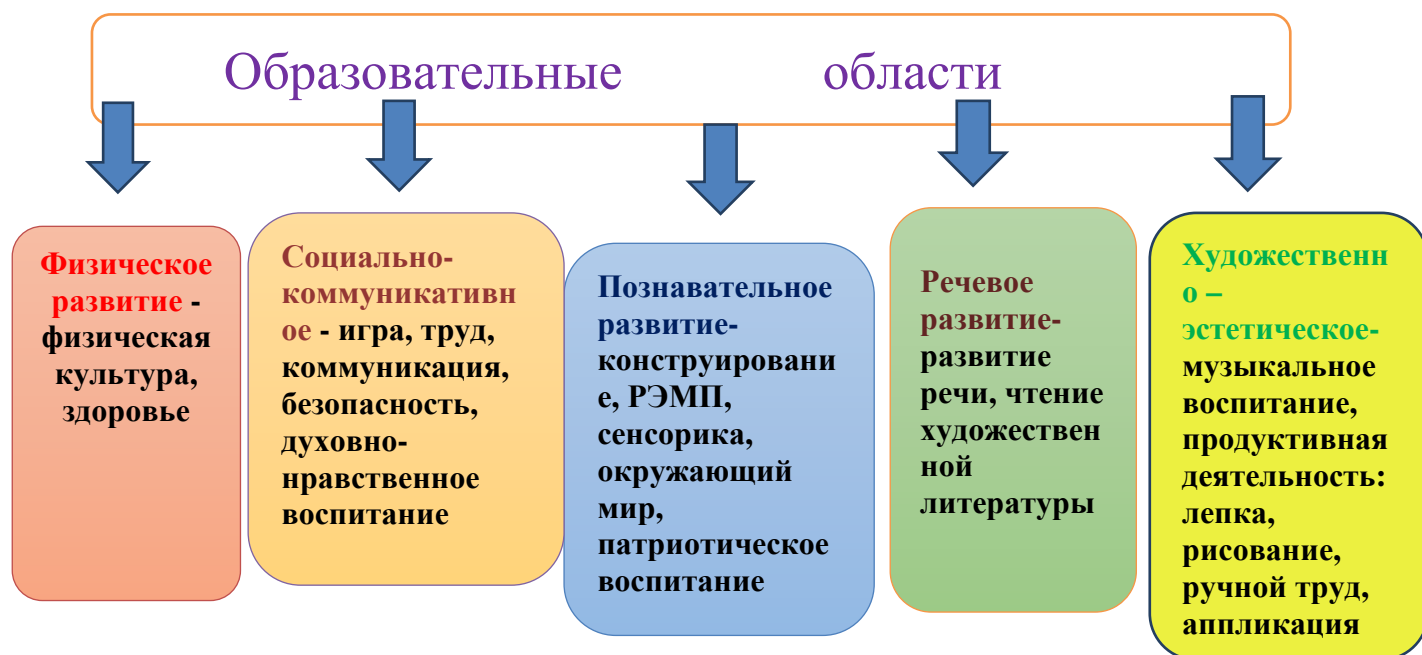 Образовательные области
Физическое
развитие -
физическая
культура,
здоровье
Социально-
коммуникативн
ое - игра, труд,
коммуникация,
безопасность,
духовно-
нравственное
воспитание
Познавательное
развитие-
конструировани
е, РЭМП,
сенсорика,
окружающий
мир,
патриотическое
воспитание
Речевое
развитие-
развитие
речи, чтение
художествен
ной
литературы
Художественн
о –
эстетическое-
музыкальное
воспитание,
продуктивная
деятельность:
лепка,
рисование,
ручной труд,
аппликация